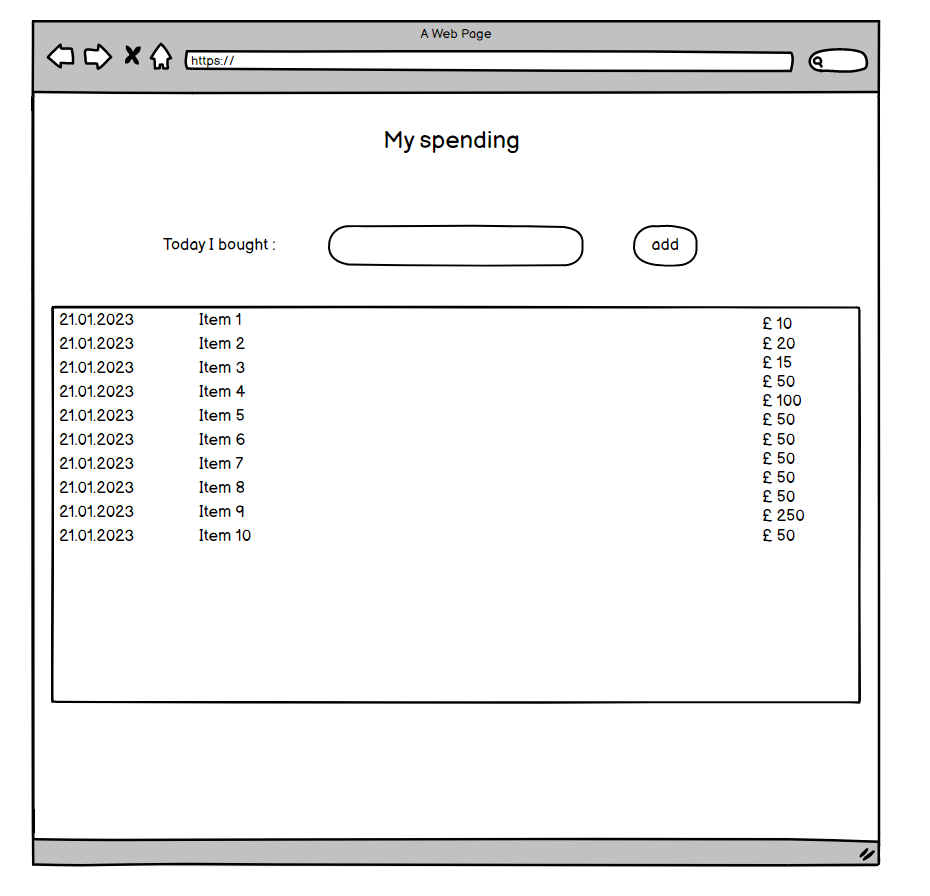 A Web Page
https://
My spending
Today I bought :
add
21.01.2023 Item 1 £ 10
21.01.2023 Item 2 £ 20
21.01.2023 Item 3 £ 15
21.01.2023 Item 4 £ 50
£ 100
21.01.2023 Item 5 £ 50
21.01.2023 Item 6 £ 50
21.01.2023 Item 7 £ 50
£ 50
21.01.2023 Item 8 £ 50
21.01.2023 Item 9 £ 250
21.01.2023 Item 10 £ 50